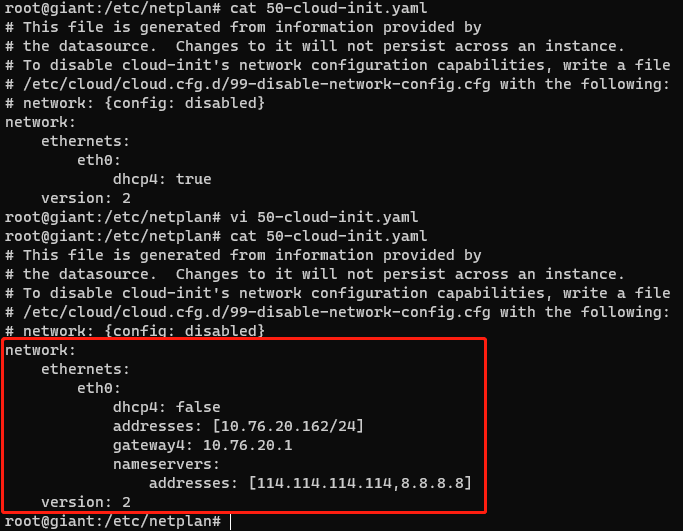 root@giant:/etc/netplan# cat 50-cloud-init.yaml
# This file is generated from information provided by
# the datasource.  Changes to it will not persist across an instance.
# To disable cloud-init's network configuration capabilities, write a file
# /etc/cloud/cloud.cfg.d/99-disable-network-config.cfg with the following:
# network: {config: disabled}
network:
    ethernets:
        eth0:
            dhcp4: true
    version: 2
root@giant:/etc/netplan# vi 50-cloud-init.yaml
root@giant:/etc/netplan# cat 50-cloud-init.yaml
# This file is generated from information provided by
# the datasource.  Changes to it will not persist across an instance.
# To disable cloud-init's network configuration capabilities, write a file
# /etc/cloud/cloud.cfg.d/99-disable-network-config.cfg with the following:
# network: {config: disabled}
network:
    ethernets:
        eth0:
            dhcp4: false
            addresses: [10.76.20.162/24]
            gateway4: 10.76.20.1
            nameservers:
                addresses: [114.114.114.114,8.8.8.8]
    version: 2
root@giant:/etc/netplan#